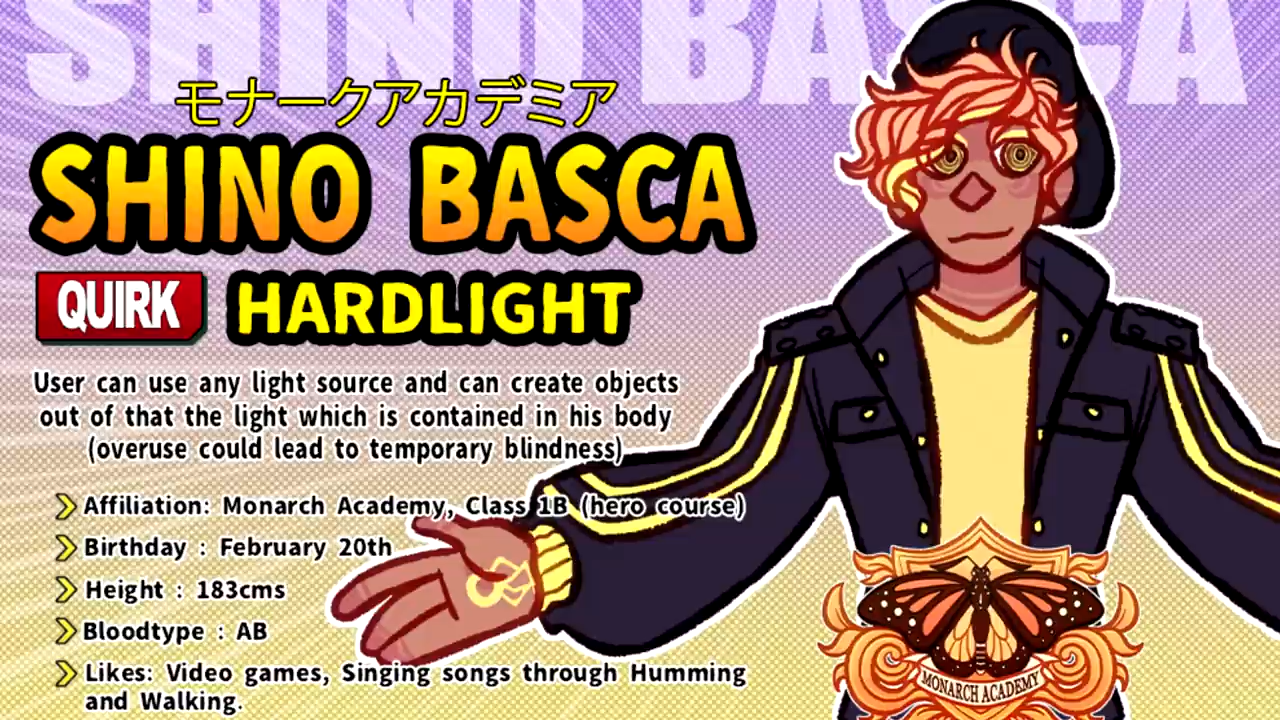 SHINO BASCA
モナークアカデミア
SHINO BASCA
QUIRK HARDLIGHT
User can use any light source and can create objects
out of that the light which is contained in his body
(overuse could lead to temporary blindness)
Affiliation: Monarch Academy, Class 1B (hero course)
Birthday : February 20th
Height : 183cms
Bloodtype : AB
Likes: Video games, Singing songs through Humming
and Walking.
MONARCH ACADEMY